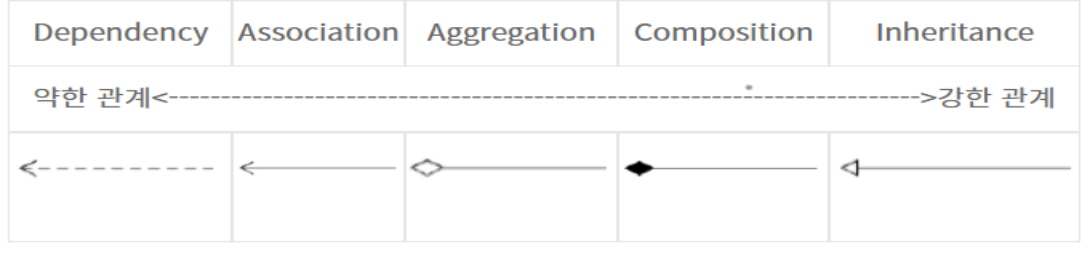 Dependency Association Aggregation Composition Inheritance
약한 관계<---------------------------------------------------------------------------->강한 관계